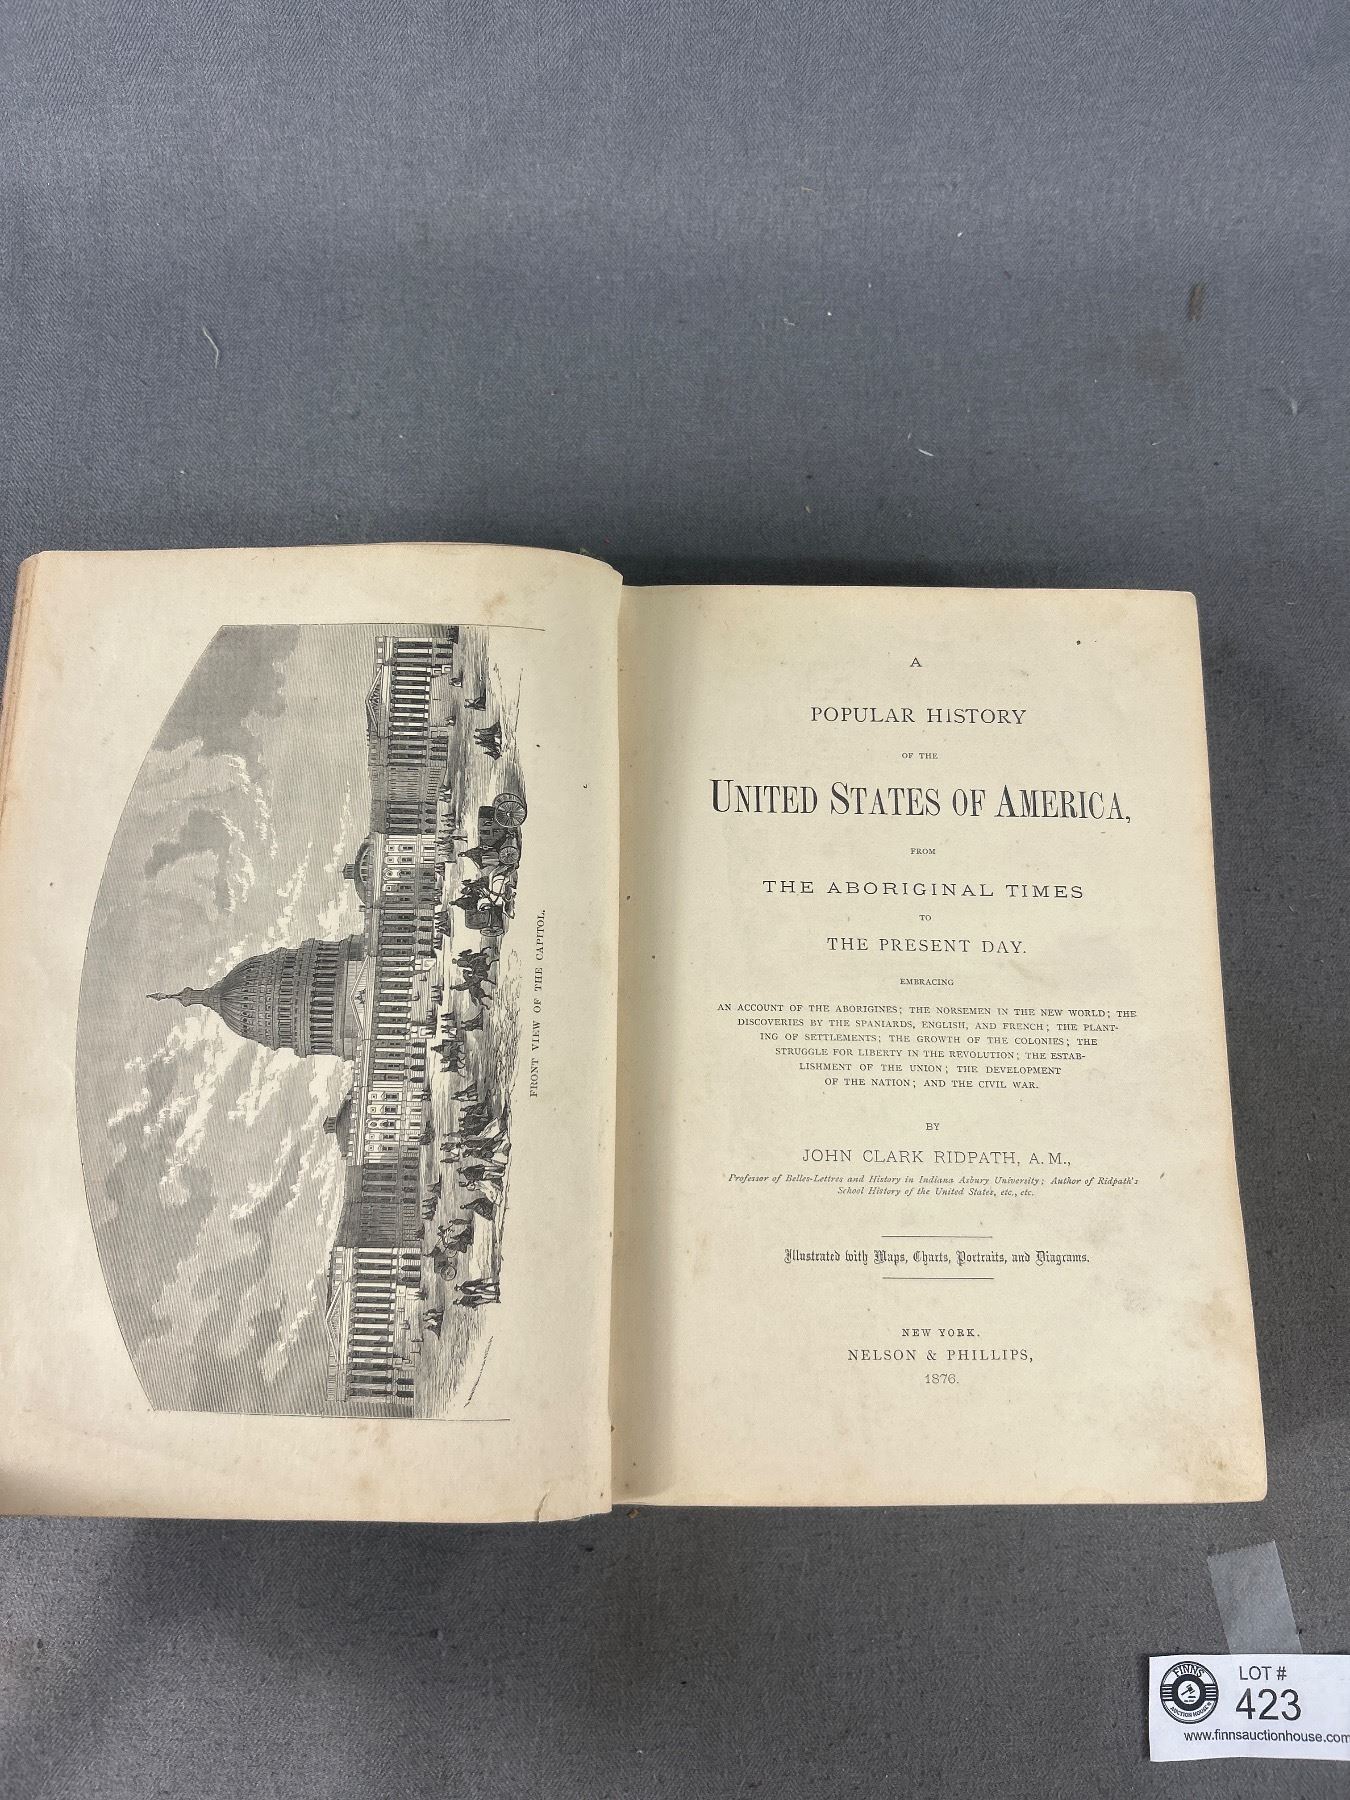 FRONT VIEW OF THE CAPITOL.
A
POPULAR HISTORY
OF THE
UNITED STATES OF AMERICA,
FROM
THE ABORIGINAL TIMES
TO
THE PRESENT DAY.
EMBRACING
AN ACCOUNT OF THE ABORIGINES; THE NORSEMEN IN THE NEW WORLD; THE
DISCOVERIES BY THE SPANIARDS, ENGLISH, AND FRENCH; THE PLANT-
ING OF SETTLEMENTS; THE GROWTH OF THE COLONIES; THE
STRUGGLE FOR LIBERTY IN THE REVOLUTION; THE ESTAB-
LISHMENT OF THE UNION; THE DEVELOPMENT
OF THE NATION; AND THE CIVIL WAR.
BY
JOHN CLARK RIDPATH, A.M.,
Professor of Belles-Lettres and History in Indiana Asbury University; Author of Ridpath's
School History of the United States, etc., etc.
Illustrated with Maps, Charts, Portraits, and Diagrams.
NEW YORK.
NELSON & PHILLIPS,
1876.
FINNS
AUCTION HOUSE
LOT #
423
www.finnsauctionhouse.com